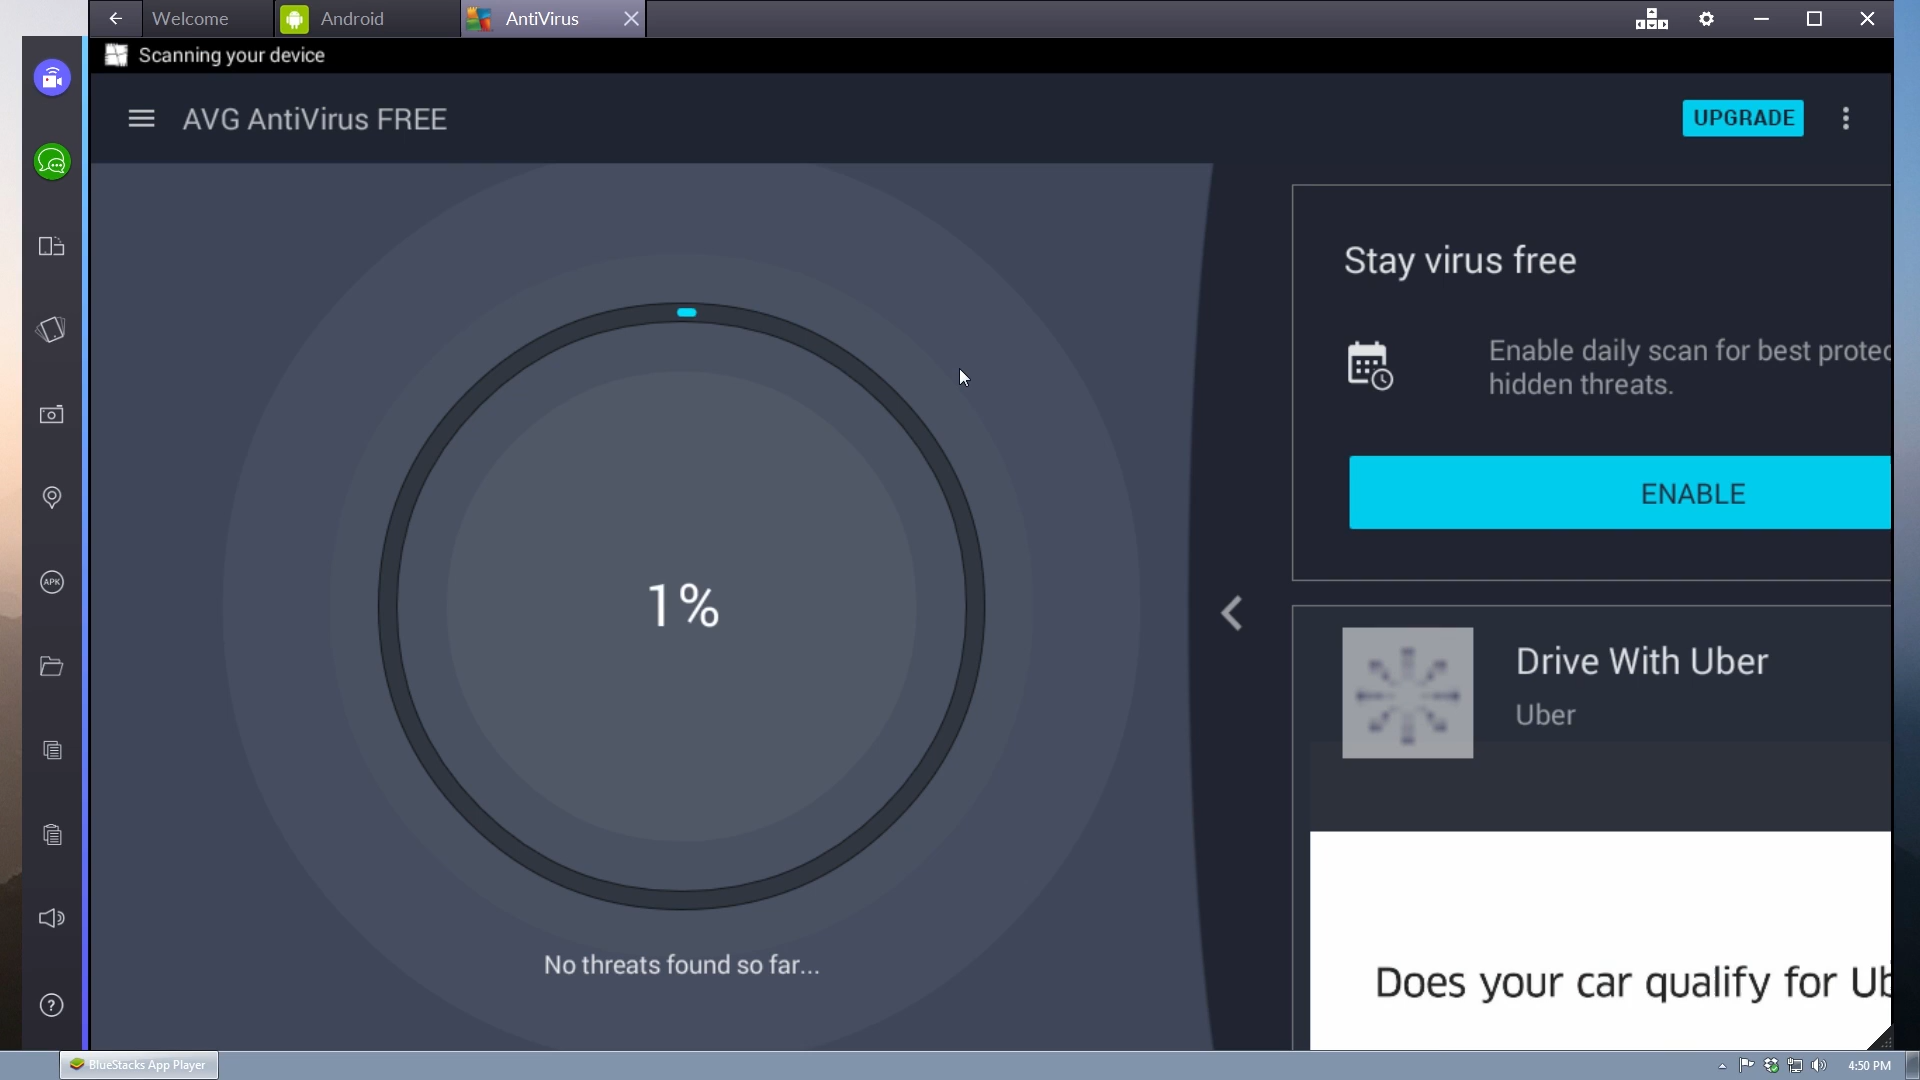 Welcome
Android
AntiVirus
Scanning your device
AVG AntiVirus FREE
UPGRADE
Stay virus free
Enable daily scan for best protec
hidden threats.
ENABLE
1%
Drive With Uber
Uber
APK
No threats found so far...
Does your car qualify for Ub
BlueStacks App Player
4:50 PM